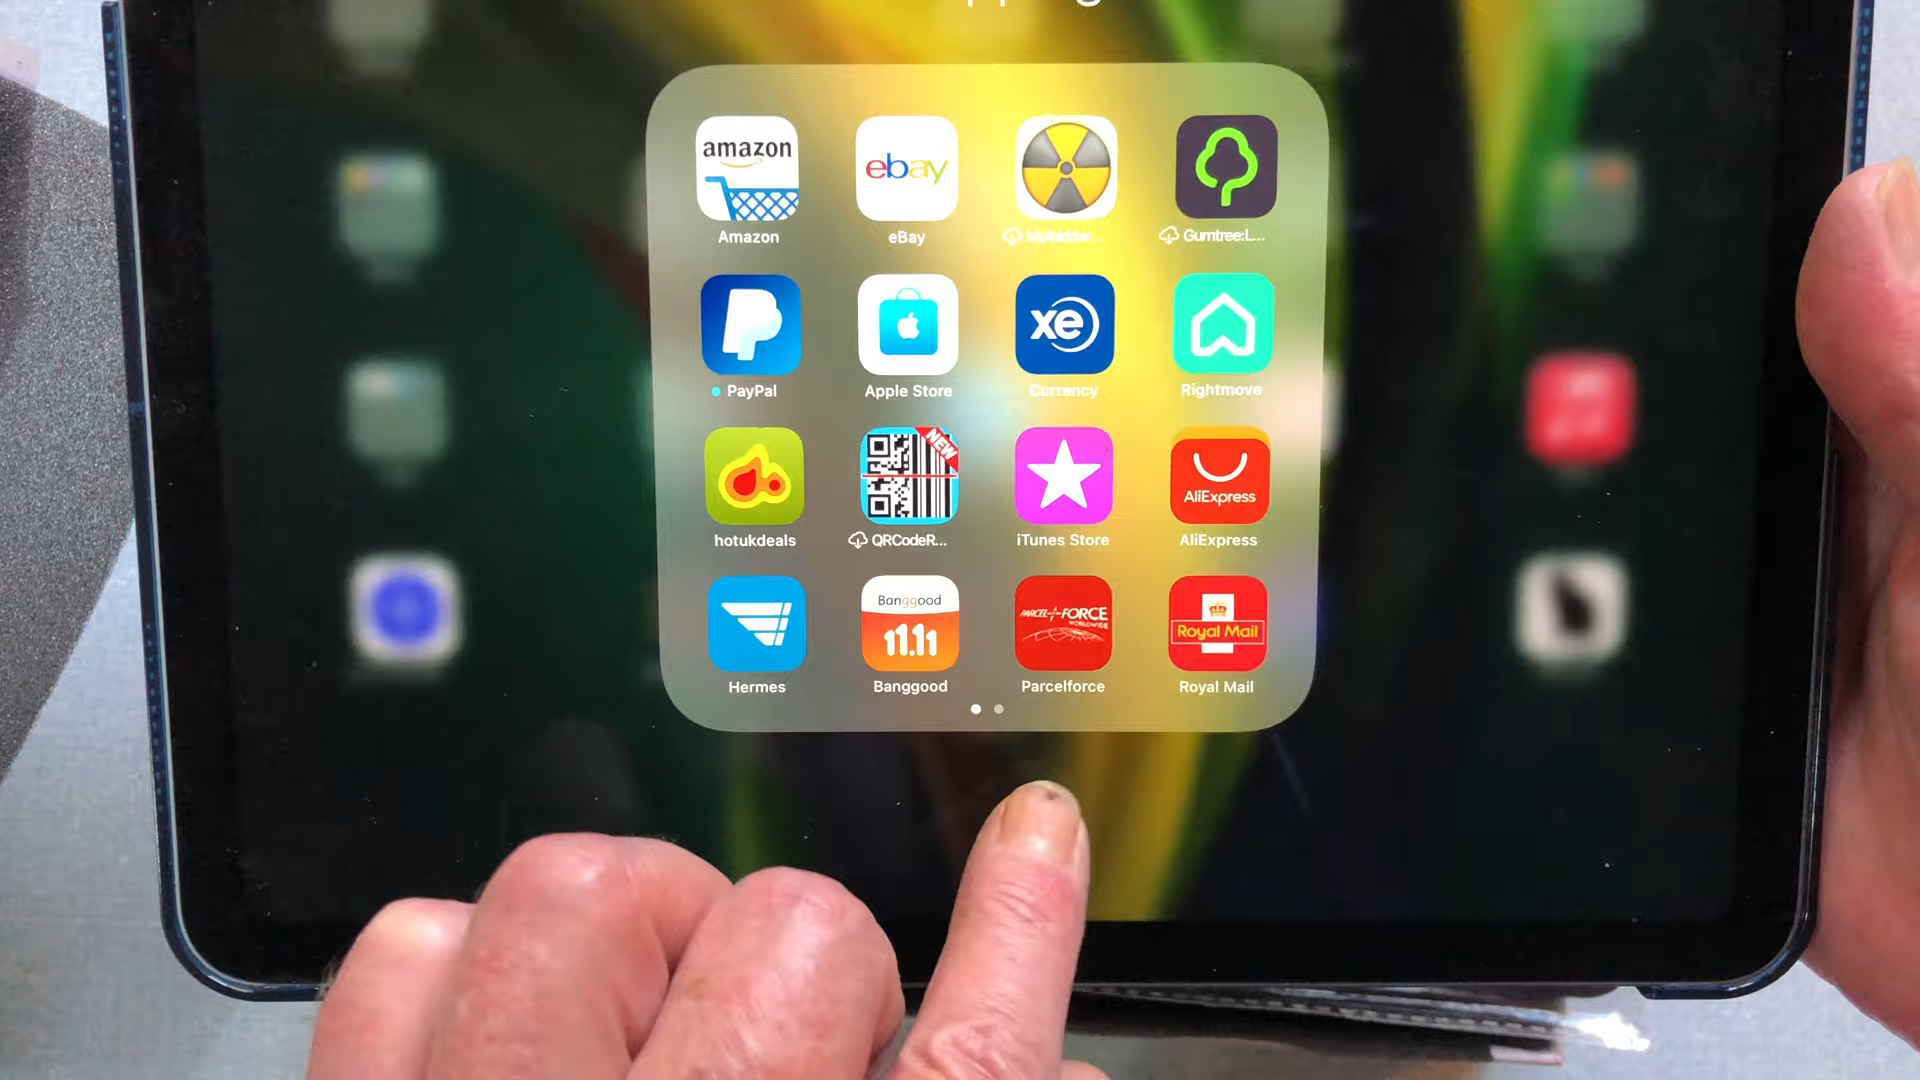 amazon
ebay
Amazon
eBay
Gumtree:L...
xe
PayPal
Apple Store
Currency
Rightmove
NEW
AliExpress
hotukdeals
QRCodeR...
iTunes Store
AliExpress
Banggood
11.11
PARCEL FORCE
WORLDWIDE
Royal Mail
Hermes
Banggood
Parcelforce
Royal Mail